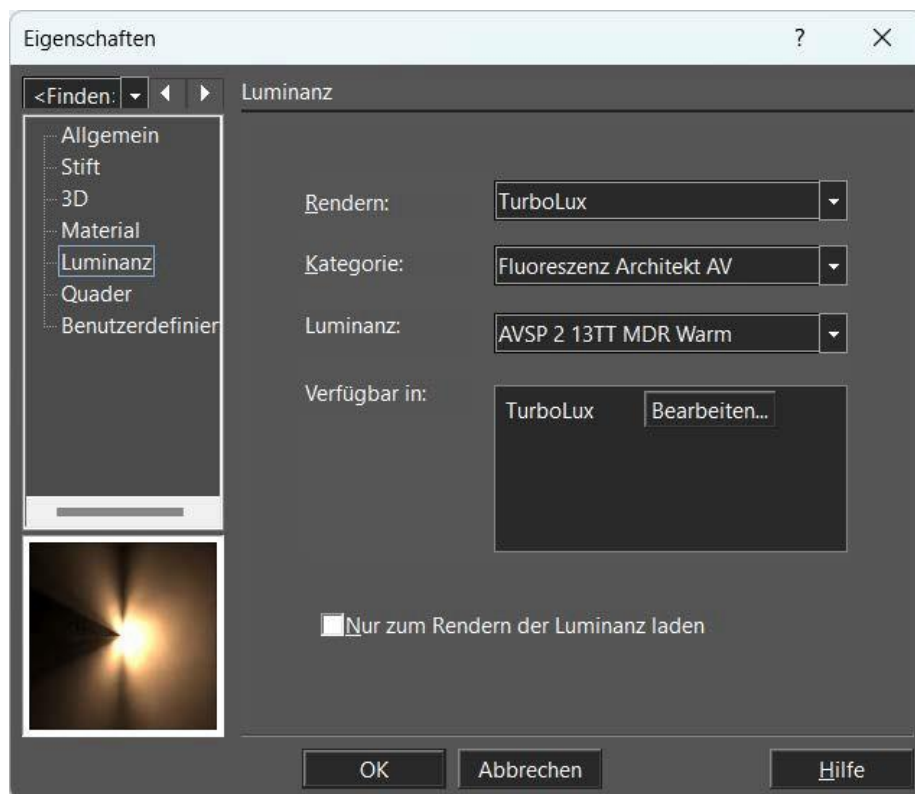 Eigenschaften
?
<Finden:
Allgemein
Stift
3D
Material
Luminanz
Quader
Benutzerdefinier
Luminanz
Rendern: TurboLux
Kategorie: Fluoreszenz Architekt AV
Luminanz: AVSP 2 13TT MDR Warm
Verfügbar in: TurboLux Bearbeiten...
Nur zum Rendern der Luminanz laden
OK Abbrechen Hilfe